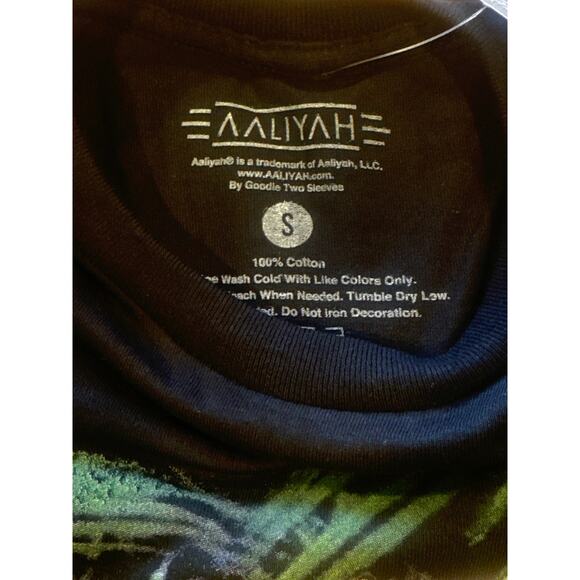 AALIYAH
Aaliyah® is a trademark of Aaliyah, LLC.
www.AALIYAH.com.
By Goodie Two Sleeves
S
100% Cotton
Wash Cold With Like Colors Only.
When Needed. Tumble Dry Low.
Do Not Iron Decoration.